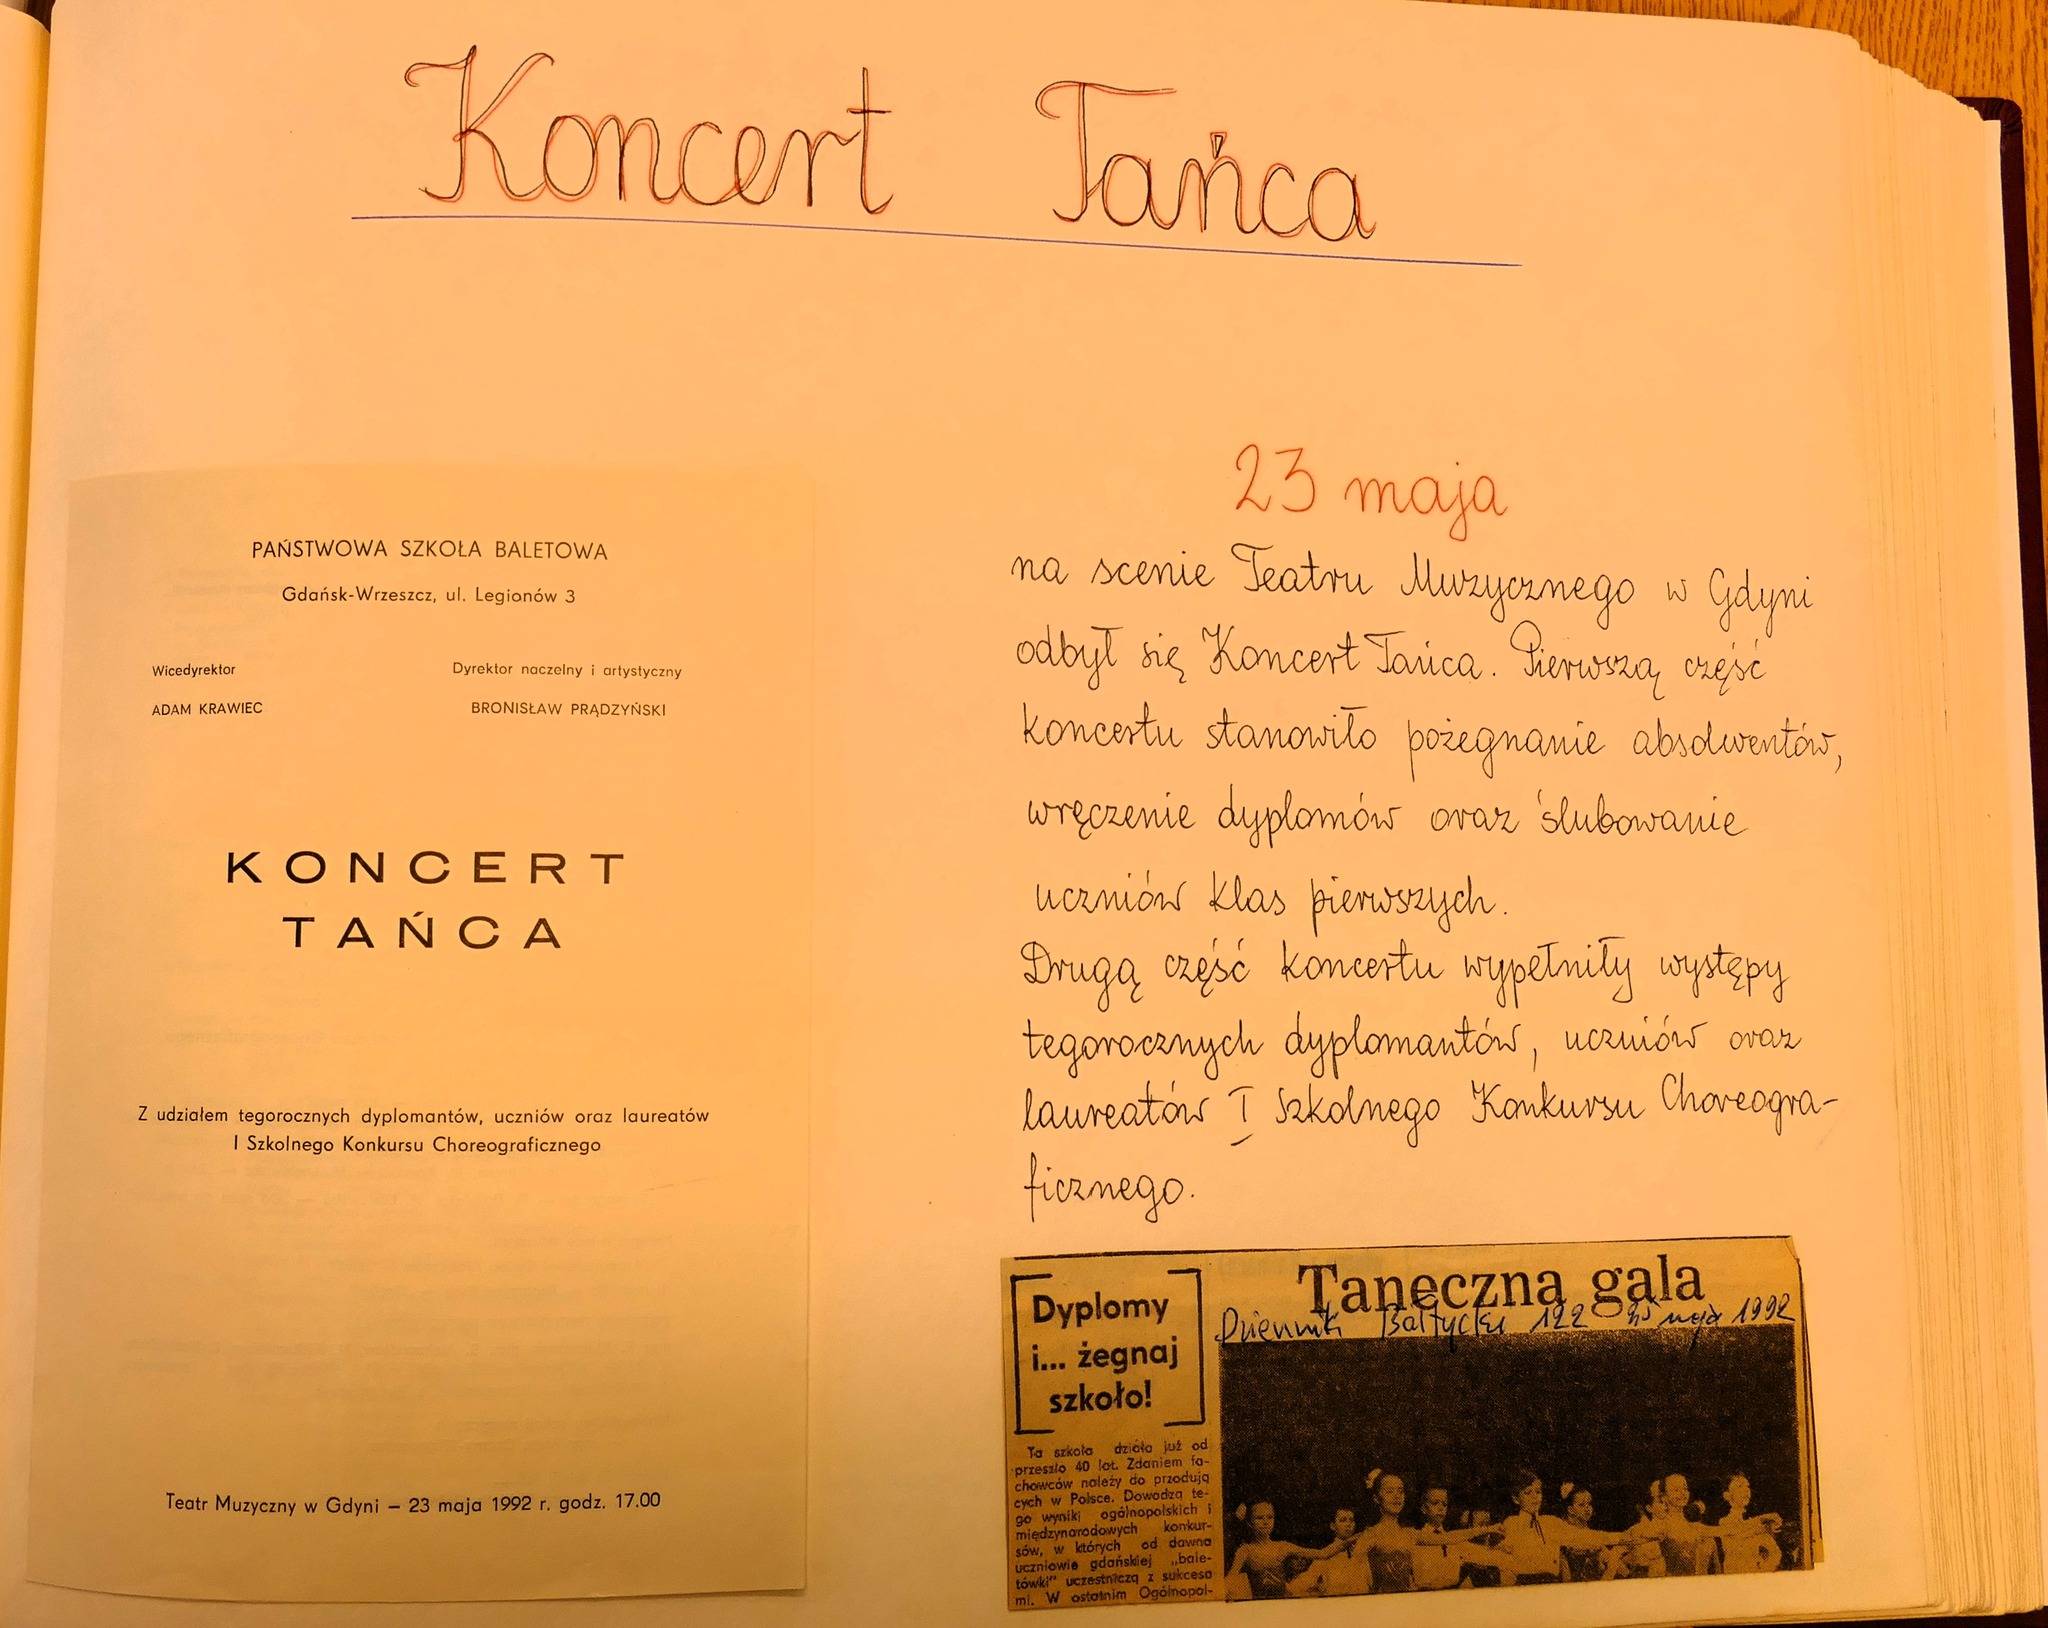 Koncert Tańca
PAŃSTWOWA SZKOŁA BALETOWA
Gdańsk-Wrzeszcz, ul. Legionów 3
Wicedyrektor
ADAM KRAWIEC
Dyrektor naczelny i artystyczny
BRONISŁAW PRĄDZYŃSKI
KONCERT
TAŃCA
Z udziałem tegorocznych dyplomantów, uczniów oraz laureatów
I Szkolnego Konkursu Choreograficznego
Teatr Muzyczny w Gdyni – 23 maja 1992 r. godz. 17.00
23 maja
na scenie Teatru Muzycznego w Gdyni
odbył się Koncert Tańca. Pierwszą część
koncertu stanowiło pożegnanie absolwentów,
wręczenie dyplomów oraz ślubowanie
uczniów klas pierwszych.
Drugą część koncertu wypełniły występy
tegorocznych dyplomantów, uczniów oraz
laureatów I Szkolnego Konkursu Choreogra-
ficznego.
Dyplomy
i... żegnaj
szkoło!
Ta szkoła działa już od
przeszło 40 lat. Zdaniem fa-
chowców należy do przodują
cych w Polsce. Dowodzą te-
go wyniki ogólnopolskich i
międzynarodowych konkur-
sów, w których od dawna
uczniowie gdańskiej „bale-
tówki" uczestniczą z sukcesa
mi. W ostatnim Ogólnopol-
Taneczna gala
Dziennik Bałtycki 122 25 maja 1992